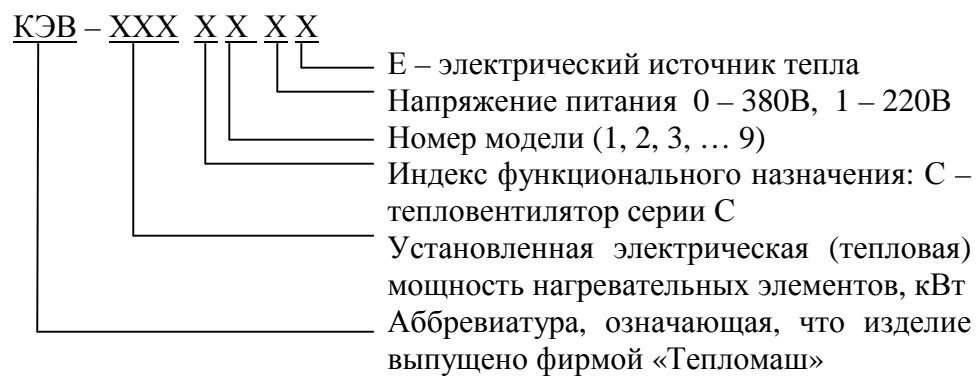 КЭВ – ХХХ Х Х Х Х
Е – электрический источник тепла
Напряжение питания 0 – 380В, 1 – 220В
Номер модели (1, 2, 3, … 9)
Индекс функционального назначения: С –
тепловентилятор серии С
Установленная электрическая (тепловая)
мощность нагревательных элементов, кВт
Аббревиатура, означающая, что изделие
выпущено фирмой «Тепломаш»